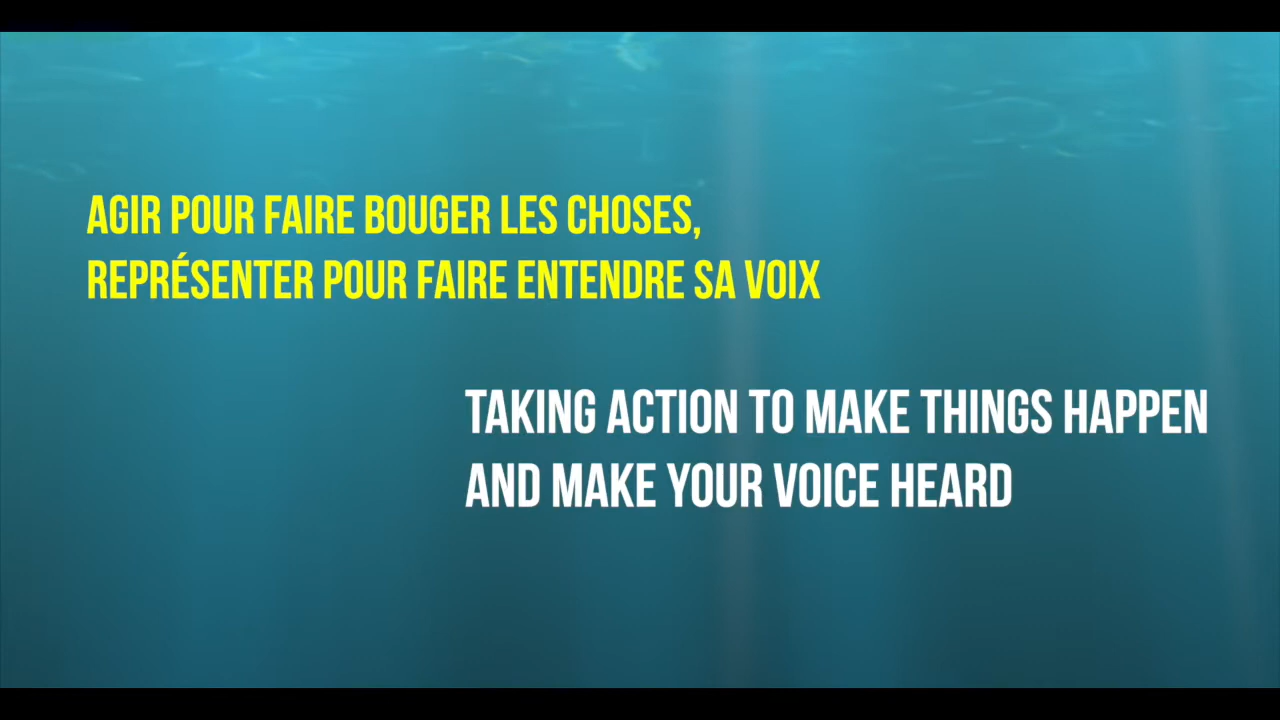 AGIR POUR FAIRE BOUGER LES CHOSES,
REPRÉSENTER POUR FAIRE ENTENDRE SA VOIX
TAKING ACTION TO MAKE THINGS HAPPEN
AND MAKE YOUR VOICE HEARD